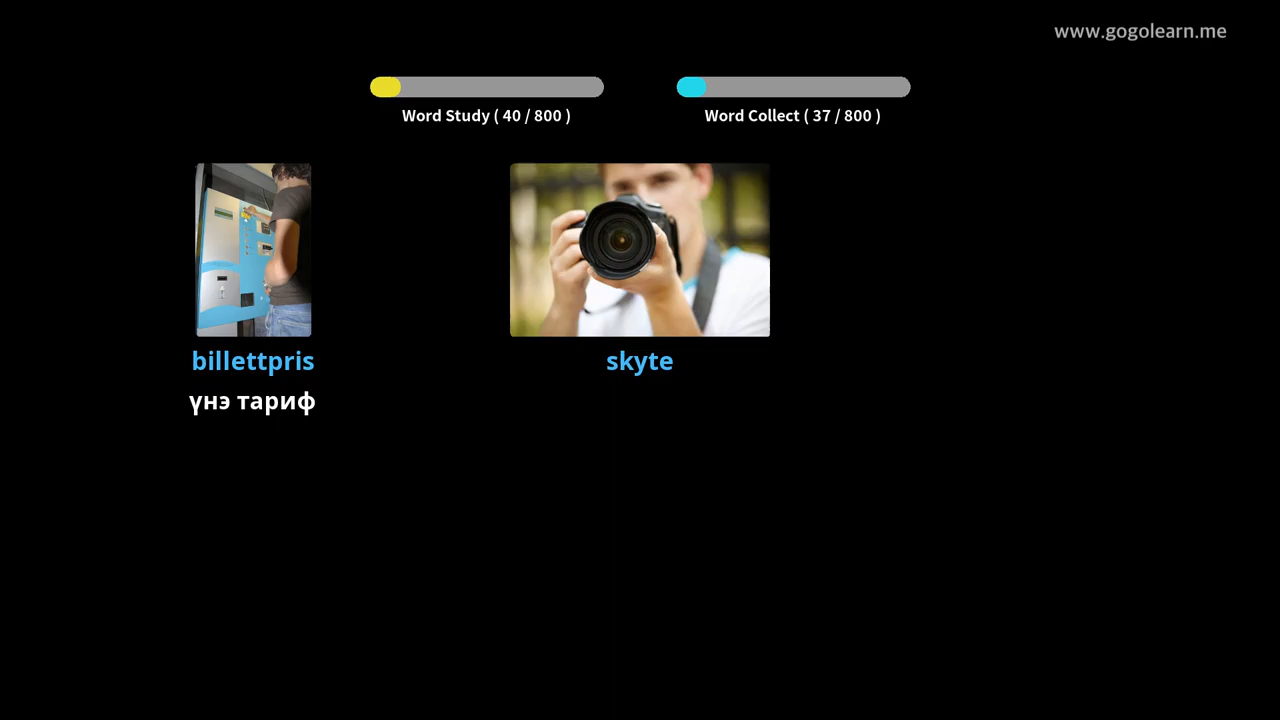 www.gogolearn.me
Word Study ( 40 / 800 )
Word Collect ( 37 / 800 )
billettpris
skyte
үнэ тариф